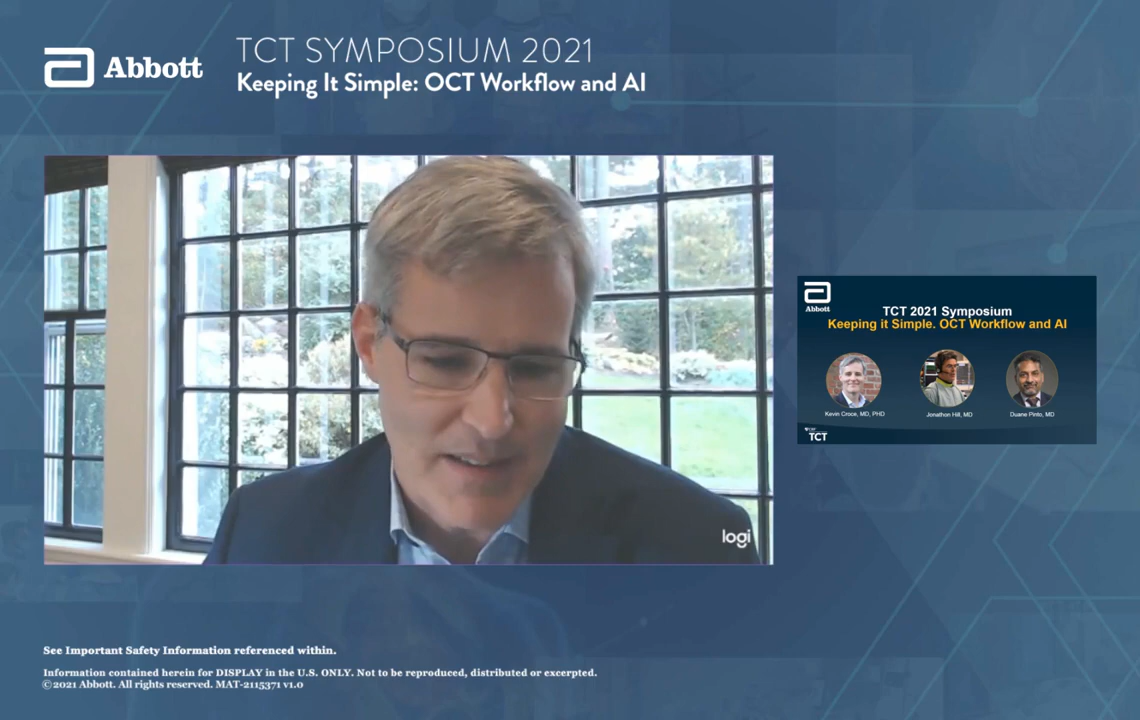 Abbott
TCT SYMPOSIUM 2021
Keeping It Simple: OCT Workflow and AI
logi
Abbott
TCT 2021 Symposium
Keeping it Simple. OCT Workflow and AI
Kevin Croce, MD, PHD
Jonathon Hill, MD
Duane Pinto, MD
TCT
See Important Safety Information referenced within.
Information contained herein for DISPLAY in the U.S. ONLY. Not to be reproduced, distributed or excerpted.
©2021 Abbott. All rights reserved. MAT-2115371 v1.0